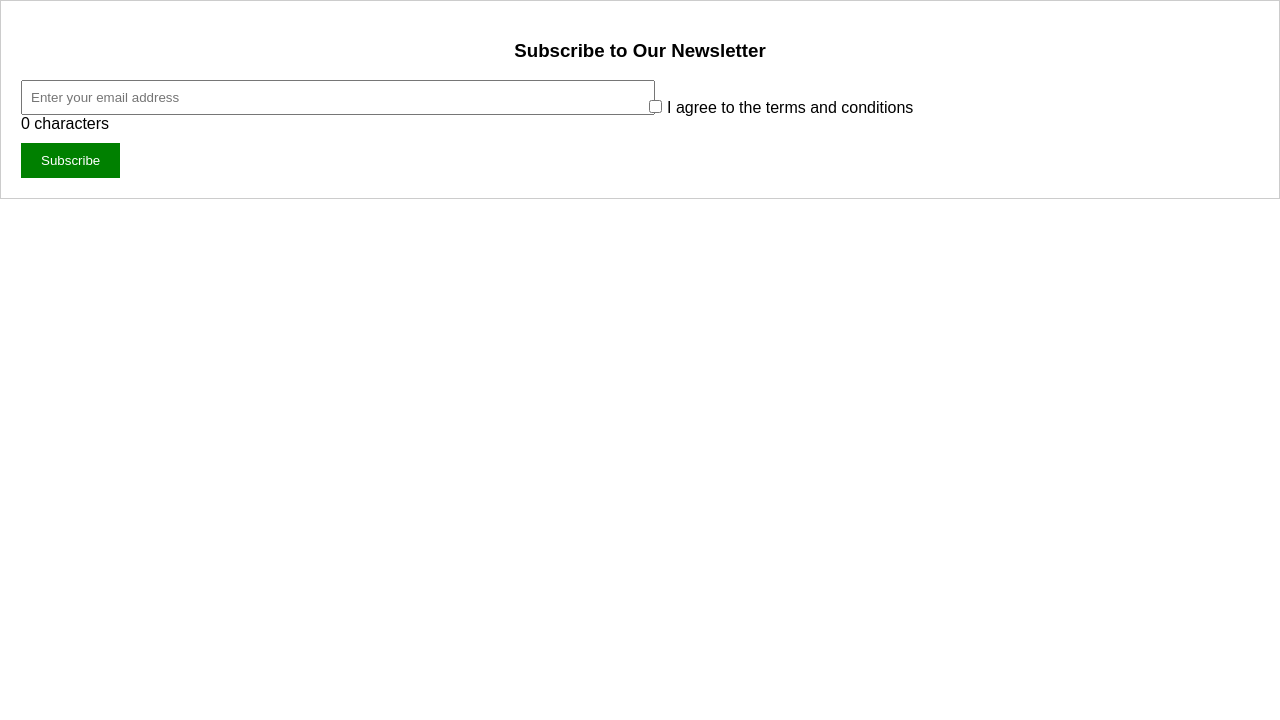 Subscribe to Our Newsletter
Enter your email address
I agree to the terms and conditions
0 characters
Subscribe